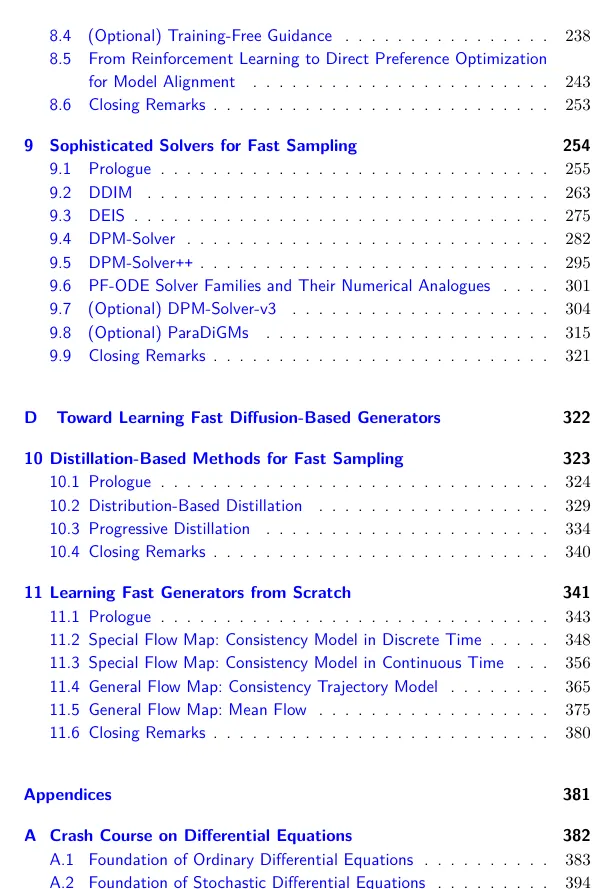 8.4 (Optional) Training-Free Guidance . . . . . . . . . . . . . . . . 238
8.5 From Reinforcement Learning to Direct Preference Optimization
for Model Alignment . . . . . . . . . . . . . . . . . . . . . . . 243
8.6 Closing Remarks . . . . . . . . . . . . . . . . . . . . . . . . . . 253
9 Sophisticated Solvers for Fast Sampling 254
9.1 Prologue . . . . . . . . . . . . . . . . . . . . . . . . . . . . . . 255
9.2 DDIM . . . . . . . . . . . . . . . . . . . . . . . . . . . . . . . 263
9.3 DEIS . . . . . . . . . . . . . . . . . . . . . . . . . . . . . . . . 275
9.4 DPM-Solver . . . . . . . . . . . . . . . . . . . . . . . . . . . . 282
9.5 DPM-Solver++ . . . . . . . . . . . . . . . . . . . . . . . . . . . 295
9.6 PF-ODE Solver Families and Their Numerical Analogues . . . . 301
9.7 (Optional) DPM-Solver-v3 . . . . . . . . . . . . . . . . . . . . 304
9.8 (Optional) ParaDiGMs . . . . . . . . . . . . . . . . . . . . . . 315
9.9 Closing Remarks . . . . . . . . . . . . . . . . . . . . . . . . . . 321
D Toward Learning Fast Diffusion-Based Generators 322
10 Distillation-Based Methods for Fast Sampling 323
10.1 Prologue . . . . . . . . . . . . . . . . . . . . . . . . . . . . . . 324
10.2 Distribution-Based Distillation . . . . . . . . . . . . . . . . . . 329
10.3 Progressive Distillation . . . . . . . . . . . . . . . . . . . . . . 334
10.4 Closing Remarks . . . . . . . . . . . . . . . . . . . . . . . . . . 340
11 Learning Fast Generators from Scratch 341
11.1 Prologue . . . . . . . . . . . . . . . . . . . . . . . . . . . . . . 343
11.2 Special Flow Map: Consistency Model in Discrete Time . . . . . 348
11.3 Special Flow Map: Consistency Model in Continuous Time . . . 356
11.4 General Flow Map: Consistency Trajectory Model . . . . . . . . 365
11.5 General Flow Map: Mean Flow . . . . . . . . . . . . . . . . . . 375
11.6 Closing Remarks . . . . . . . . . . . . . . . . . . . . . . . . . . 380
Appendices 381
A Crash Course on Differential Equations 382
A.1 Foundation of Ordinary Differential Equations . . . . . . . . . . 383
A.2 Foundation of Stochastic Differential Equations . . . . . . . . . 394